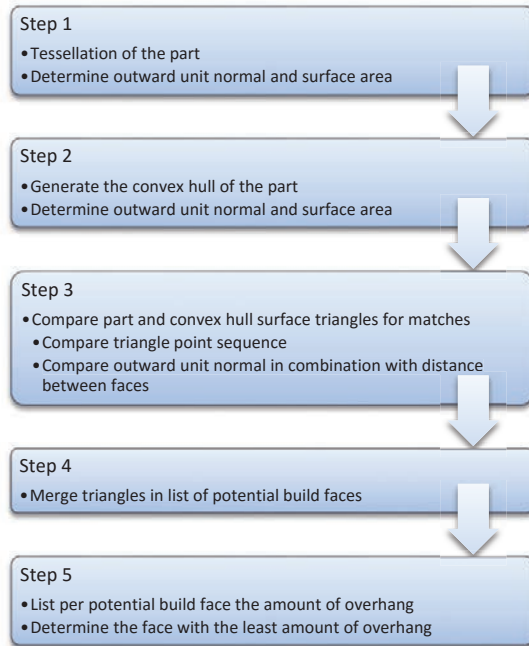 Step 1
•Tessellation of the part
•Determine outward unit normal and surface area
Step 2
•Generate the convex hull of the part
•Determine outward unit normal and surface area
Step 3
•Compare part and convex hull surface triangles for matches
•Compare triangle point sequence
•Compare outward unit normal in combination with distance
between faces
Step 4
•Merge triangles in list of potential build faces
Step 5
•List per potential build face the amount of overhang
•Determine the face with the least amount of overhang